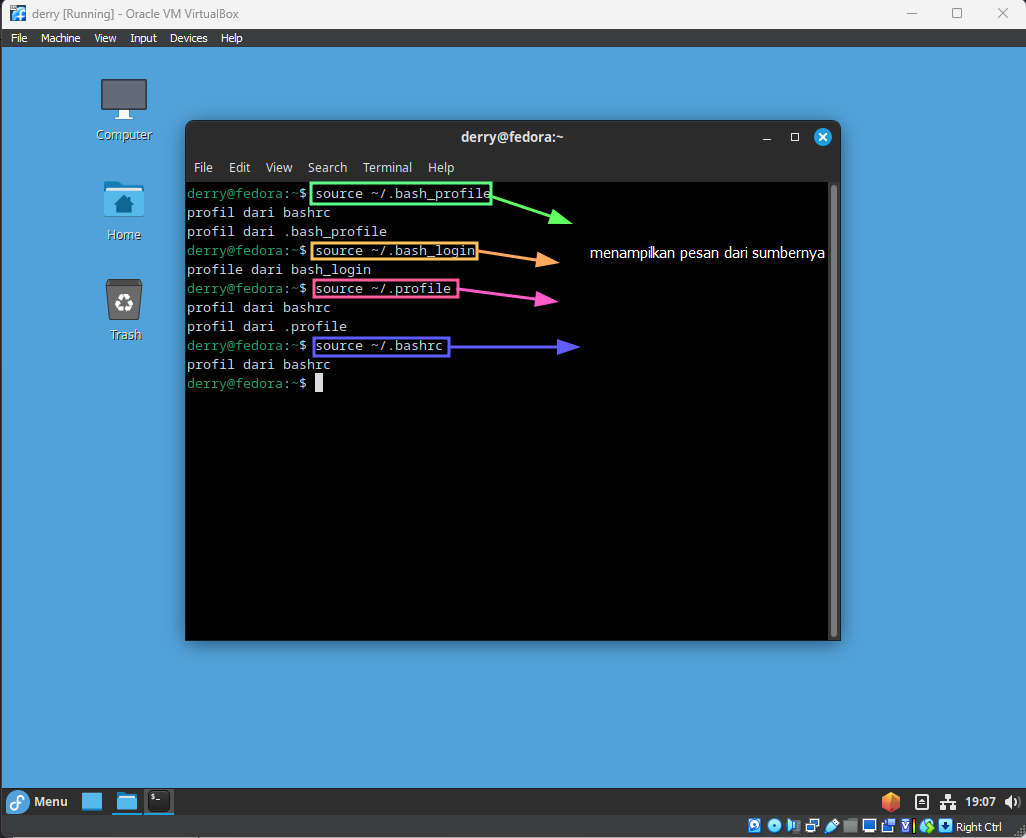 derry [Running] - Oracle VM VirtualBox
File Machine View Input Devices Help
Computer
Home
Trash
derry@fedora:~
File Edit View Search Terminal Help
derry@fedora:~$ source ~/.bash_profile
profil dari bashrc
profil dari .bash_profile
derry@fedora:~$ source ~/.bash_login
profile dari bash_login
derry@fedora:~$ source ~/.profile
profil dari bashrc
profil dari .profile
derry@fedora:~$ source ~/.bashrc
profil dari bashrc
derry@fedora:~$
menampilkan pesan dari sumbernya
Menu
19:07
Right Ctrl